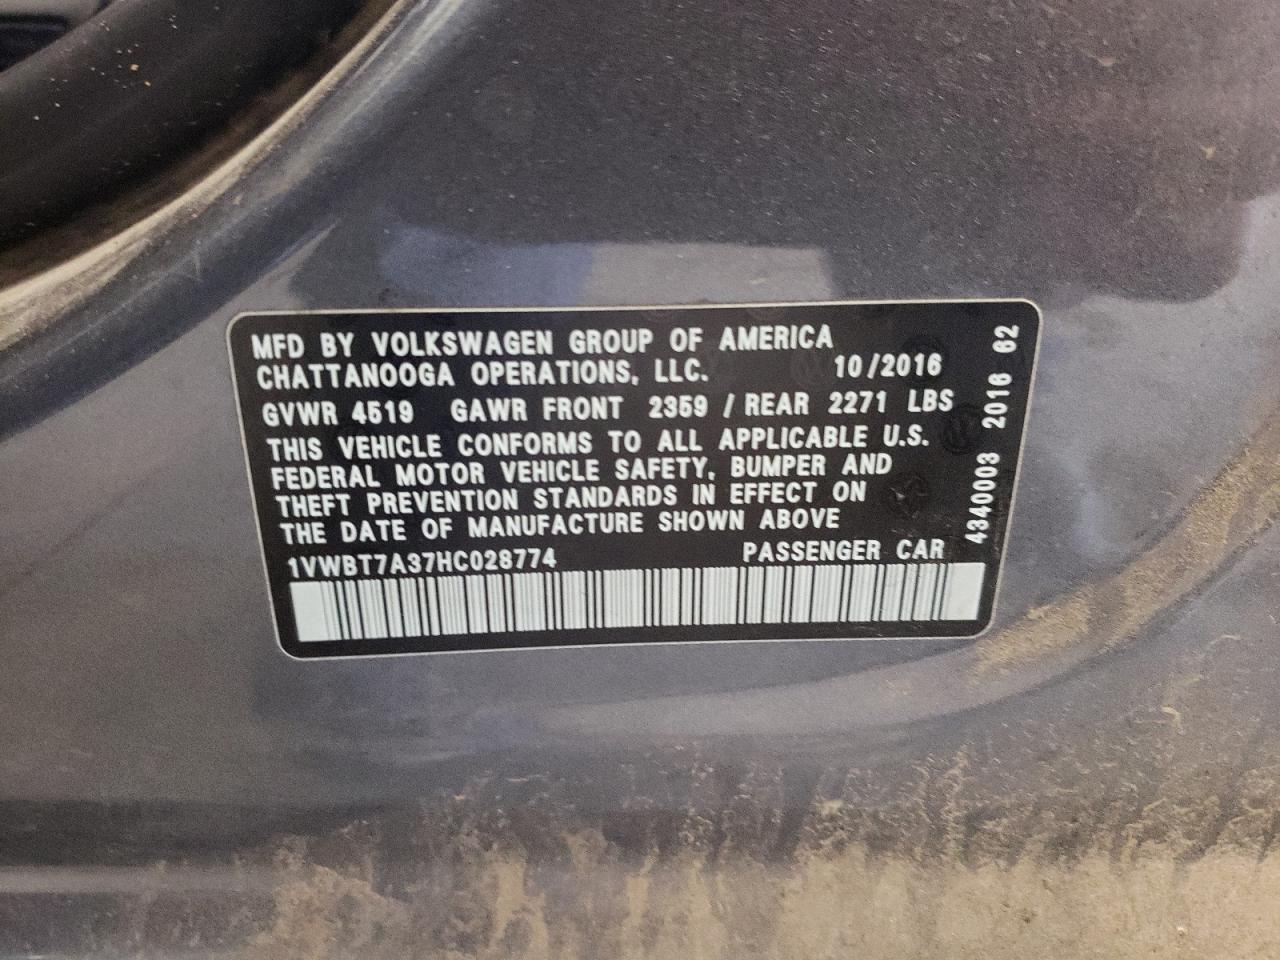 MFD BY VOLKSWAGEN GROUP OF AMERICA
CHATTANOOGA OPERATIONS, LLC. 10/2016
GVWR 4519 GAWR FRONT 2359 / REAR 2271 LBS
THIS VEHICLE CONFORMS TO ALL APPLICABLE U.S.
FEDERAL MOTOR VEHICLE SAFETY, BUMPER AND
THEFT PREVENTION STANDARDS IN EFFECT ON
THE DATE OF MANUFACTURE SHOWN ABOVE
1VWBT7A37HC028774 PASSENGER CAR
4340003 2016 62